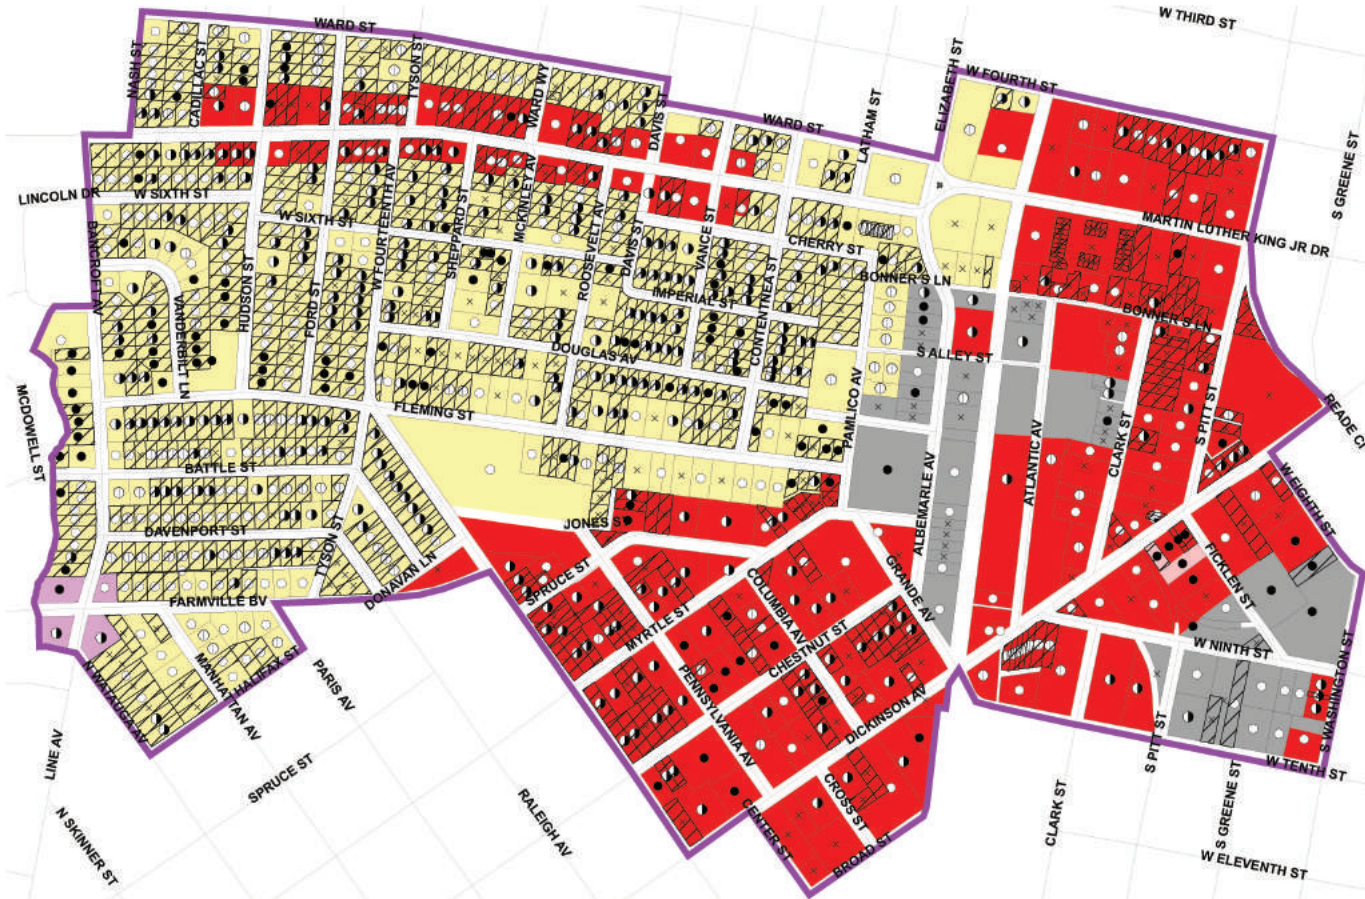 W THIRD ST
WARD ST
NASH ST
CADILLAC ST
TYSON ST
WARD WY
DAVIS ST
WARD ST
LATHAM ST
ELIZABETH ST
W FOURTH ST
S GREENE ST
LINCOLN DR
W SIXTH ST
W SIXTH ST
BANCROFT AV
HUDSON ST
FORD ST
W FOURTEENTH AV
SHEPPARD ST
MCKINLEY AV
ROOSEVELT AV
DAVIS ST
VANCE ST
CONTENTNEA ST
CHERRY ST
MARTIN LUTHER KING JR DR
BONNER S LN
BONNER S LN
IMPERIAL ST
VANDERBILT LN
DOUGLAS AV
S ALLEY ST
MCDOWELL ST
FLEMING ST
PAMLICO AV
ALBEMARLE AV
ATLANTIC AV
CLARK ST
S PITT ST
W EIGHTH ST
BATTLE ST
DAVENPORT ST
TYSON ST
DONAVAN LN
JONES ST
SPRUCE ST
MYRTLE ST
COLUMBIA AV
CHESTNUT ST
GRANDE AV
FICKLEN ST
W NINTH ST
FARMVILLE BV
N WATAUGA AV
MANHATTAN AV
HALIFAX ST
PARIS AV
PENNSYLVANIA AV
DICKINSON AV
S PITT ST
S WASHINGTON ST
W TENTH ST
LINE AV
SPRUCE ST
N SKINNER ST
RALEIGH AV
CENTER ST
CROSS ST
BROAD ST
CLARK ST
S GREENE ST
W ELEVENTH ST